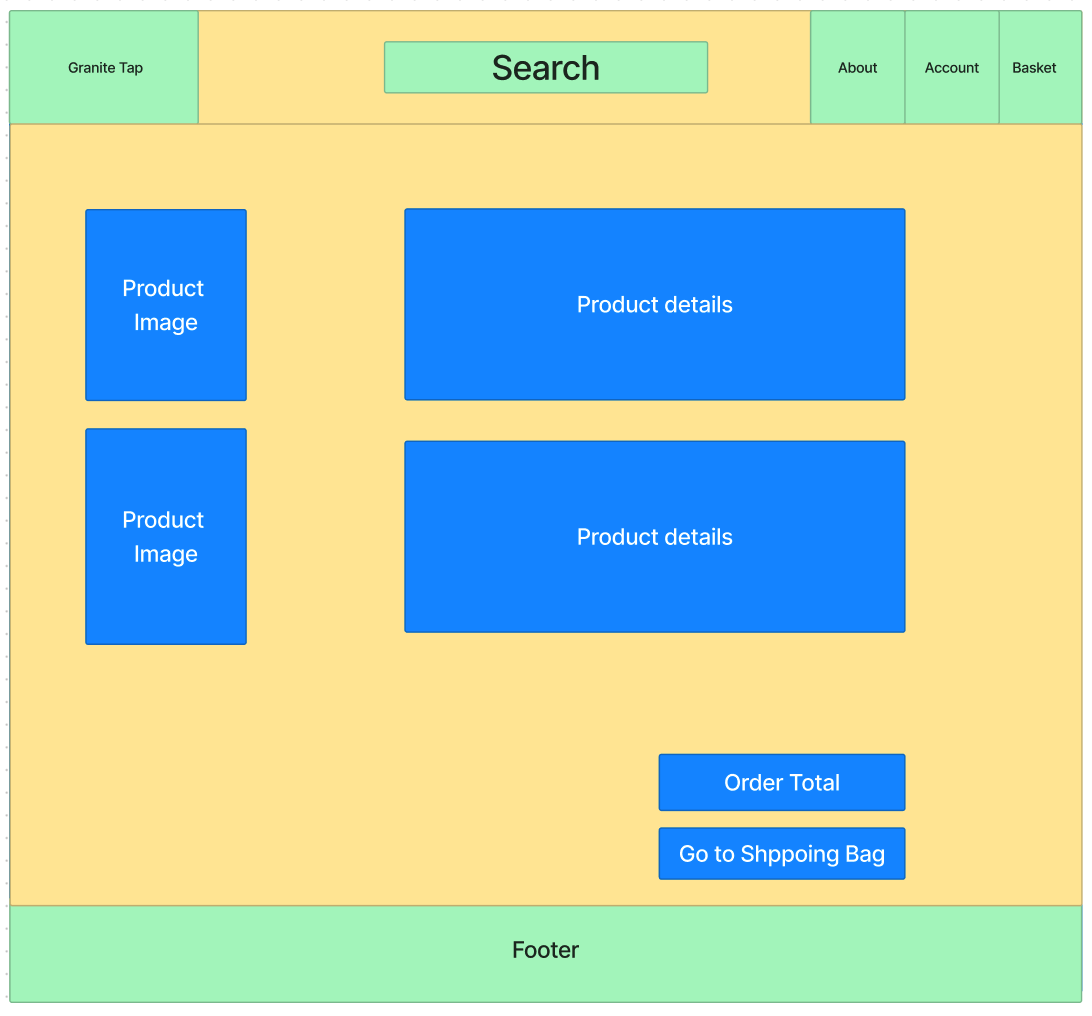 Granite Tap
Search
About
Account
Basket
Product
Image
Product details
Product
Image
Product details
Order Total
Go to Shppoing Bag
Footer